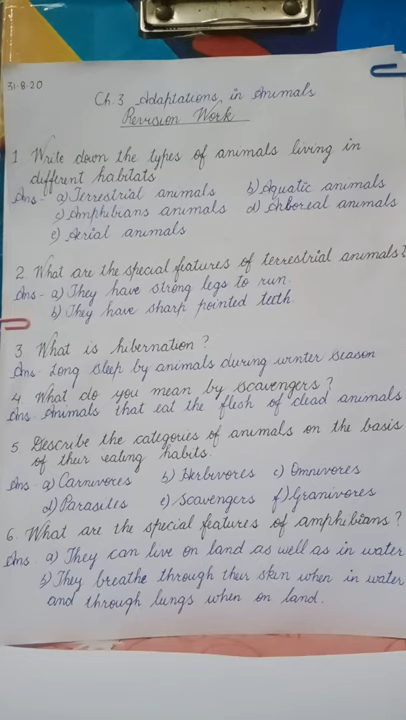 31·8·20
Ch.3 Adaptations in Animals
Revision Work
1 Write down the types of animals living in
different habitats
Ans:- a) Terrestrial animals b) Aquatic animals
c) Amphibians animals d) Arboreal animals
e) Aerial animals
2. What are the special features of terrestrial animals?
Ans - a) They have strong legs to run.
b) They have sharp pointed teeth
3. What is hibernation?
Ans. Long sleep by animals during winter season
4. What do you mean by scavengers?
Ans. Animals that eat the flesh of dead animals
5. Describe the categories of animals on the basis
of their eating habits.
Ans. a) Carnivores b) Herbivores c) Omnivores
d) Parasites e) Scavengers f) Granivores
6. What are the special features of amphibians?
Ans. a) They can live on land as well as in water
b) They breathe through their skin when in water
and through lungs when on land.